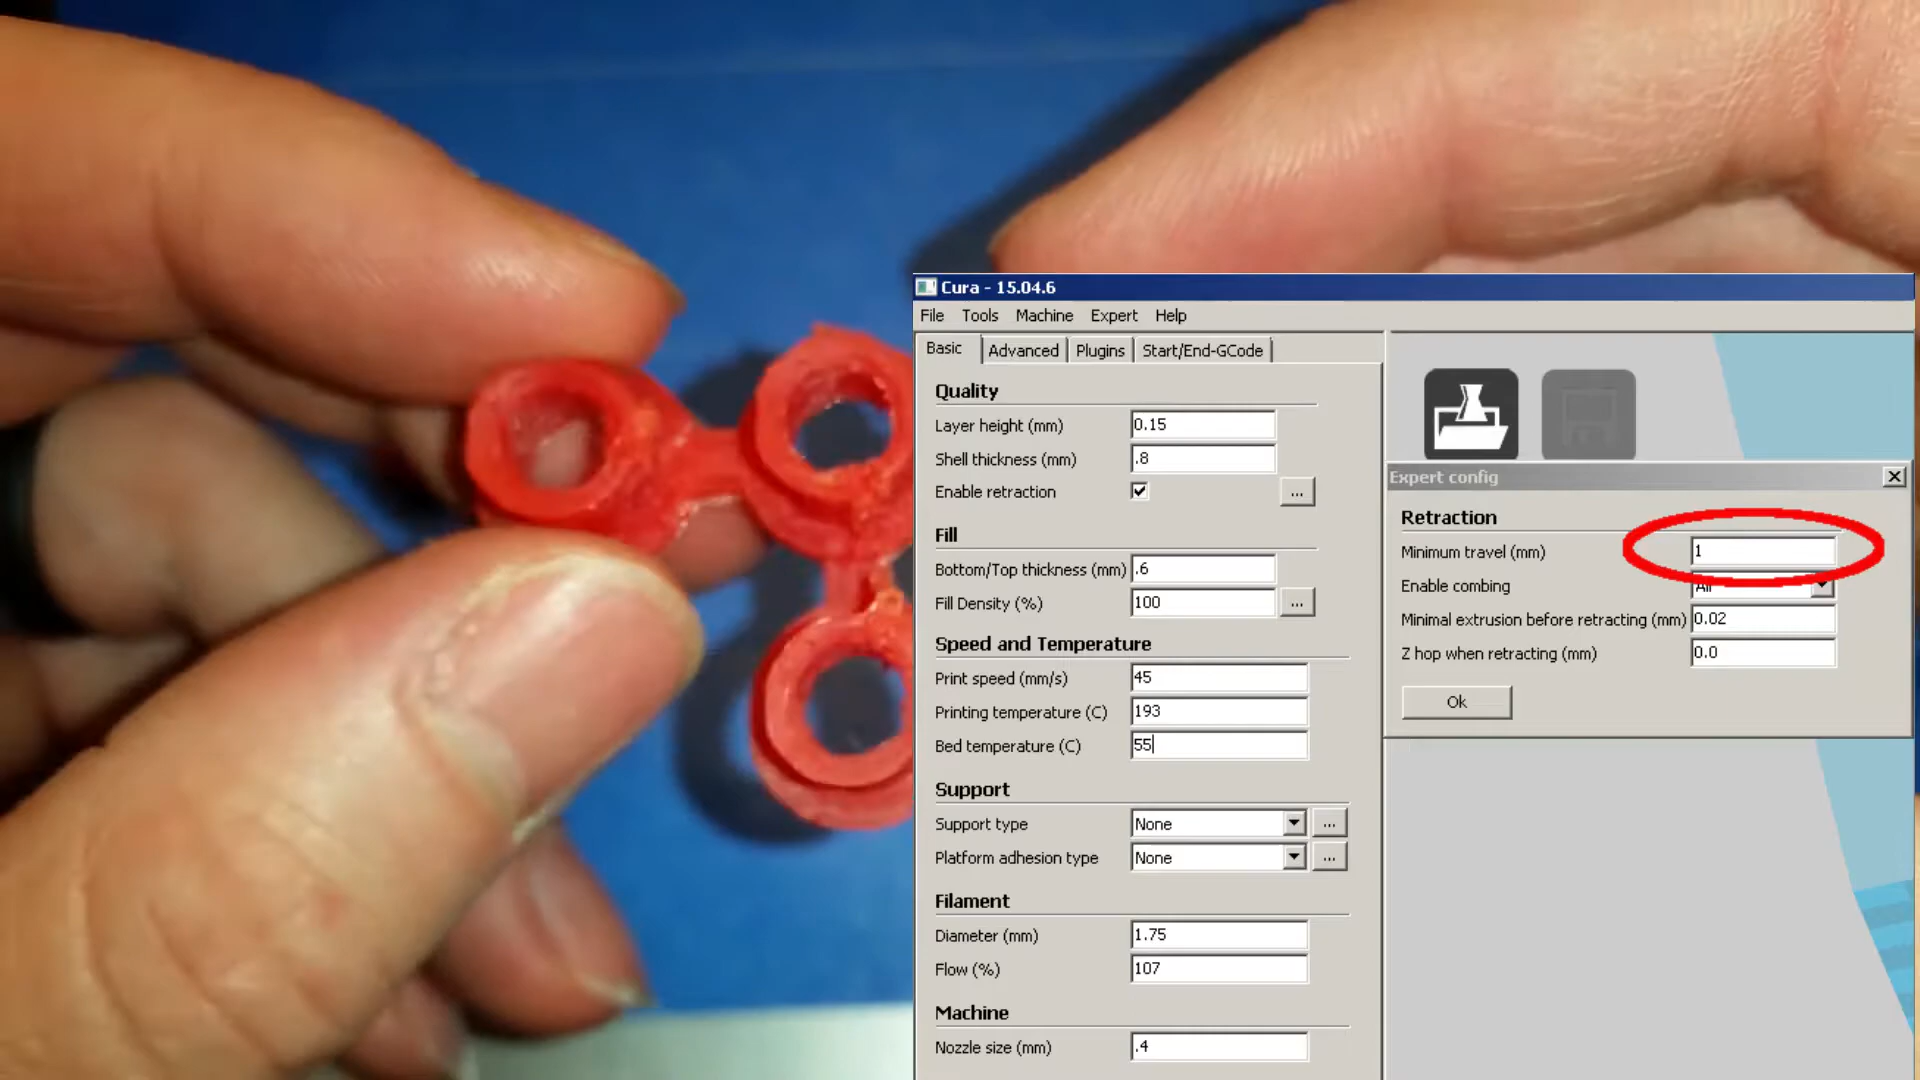 Cura - 15.04.6
File Tools Machine Expert Help
Basic Advanced Plugins Start/End-GCode
Quality
Layer height (mm) 0.15
Shell thickness (mm) .8
Enable retraction ...
Fill
Bottom/Top thickness (mm) .6
Fill Density (%) 100 ...
Speed and Temperature
Print speed (mm/s) 45
Printing temperature (C) 193
Bed temperature (C) 55
Support
Support type None ...
Platform adhesion type None ...
Filament
Diameter (mm) 1.75
Flow (%) 107
Machine
Nozzle size (mm) .4
Expert config
Retraction
Minimum travel (mm) 1
Enable combing All
Minimal extrusion before retracting (mm) 0.02
Z hop when retracting (mm) 0.0
Ok